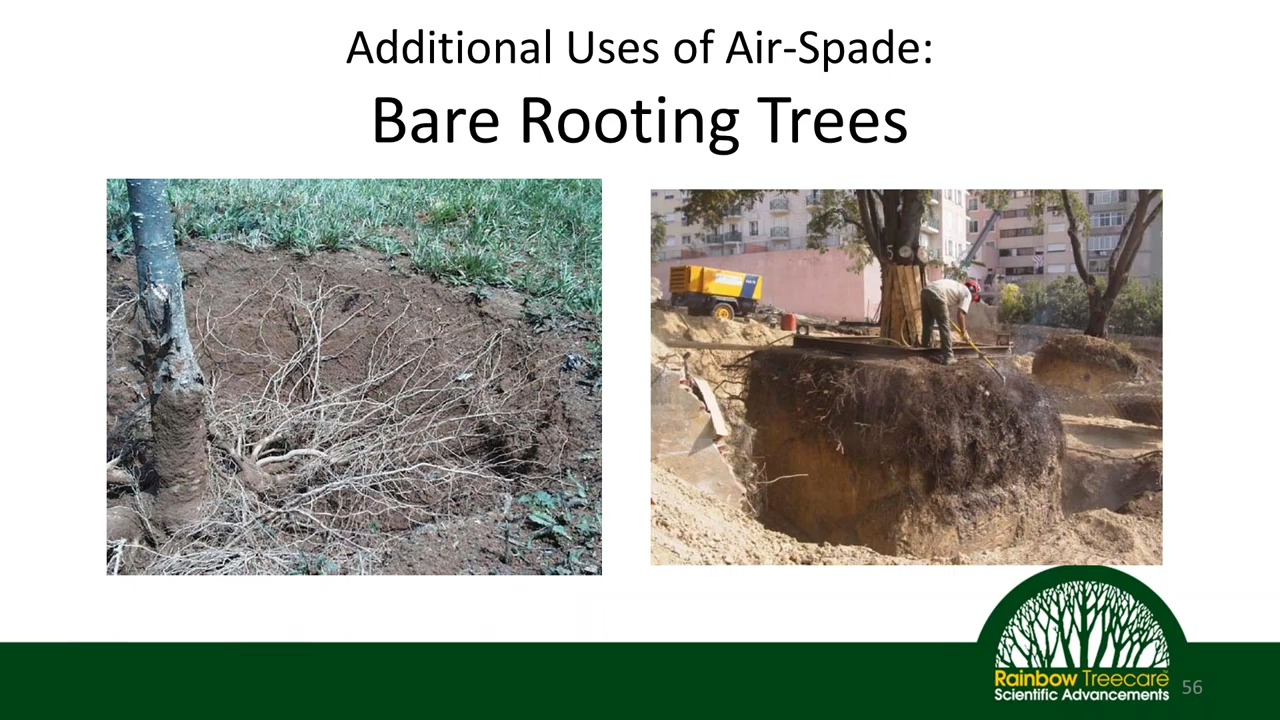 Additional Uses of Air-Spade:
Bare Rooting Trees
Rainbow Treecare
Scientific Advancements
56